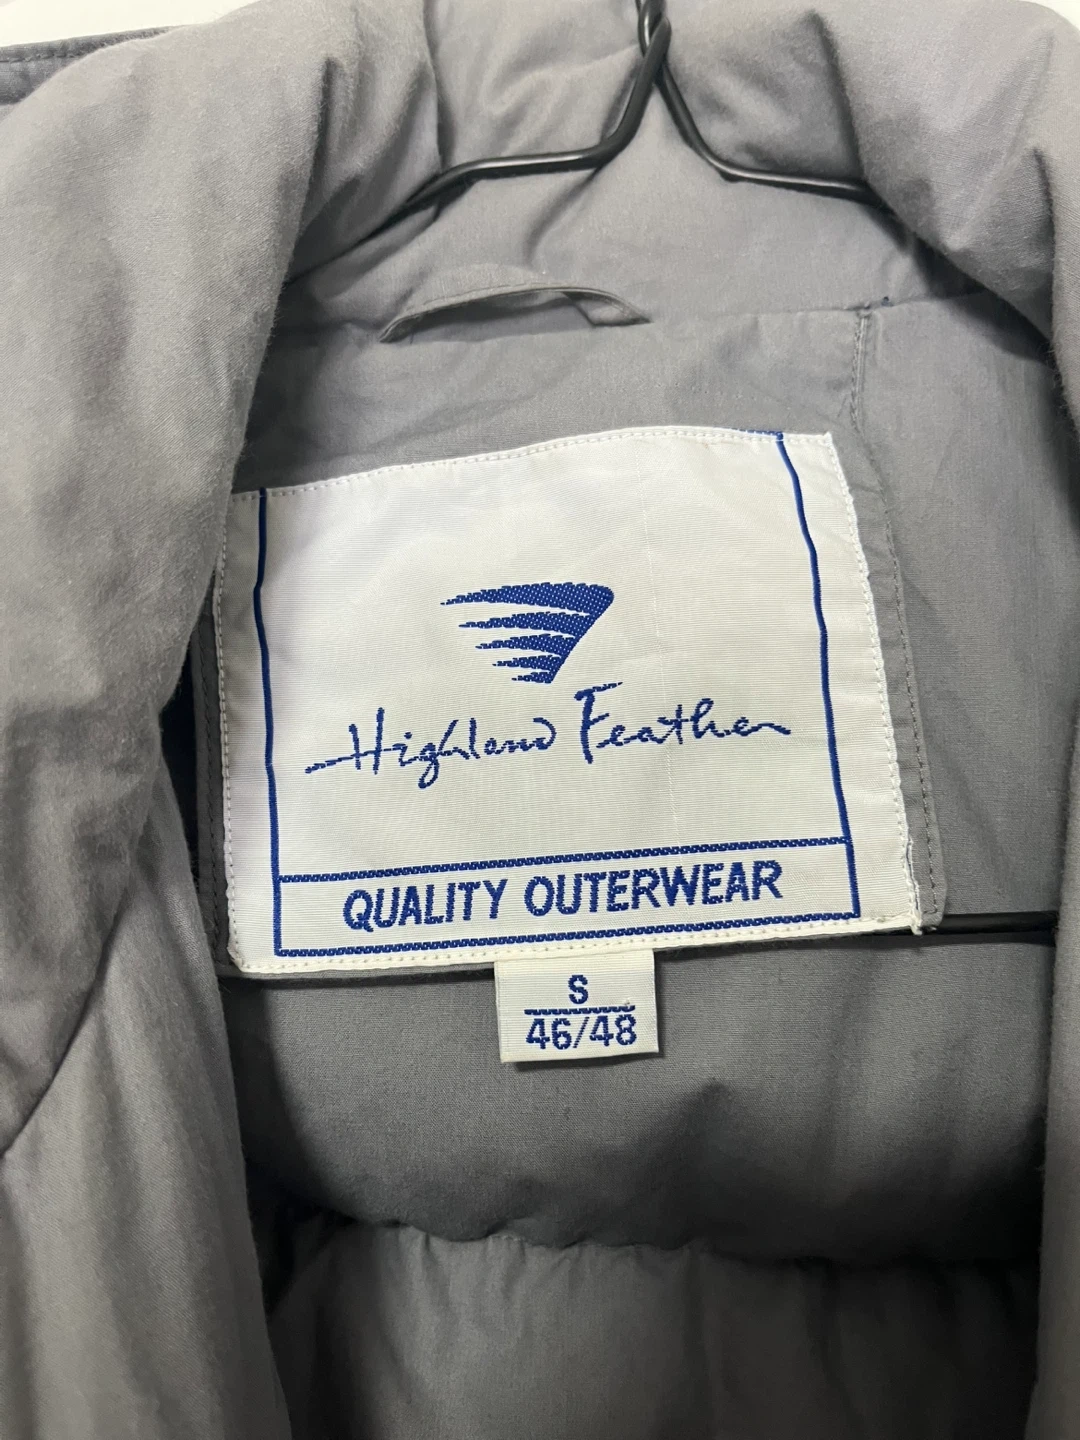 Highland Feather
QUALITY OUTERWEAR
S
46/48